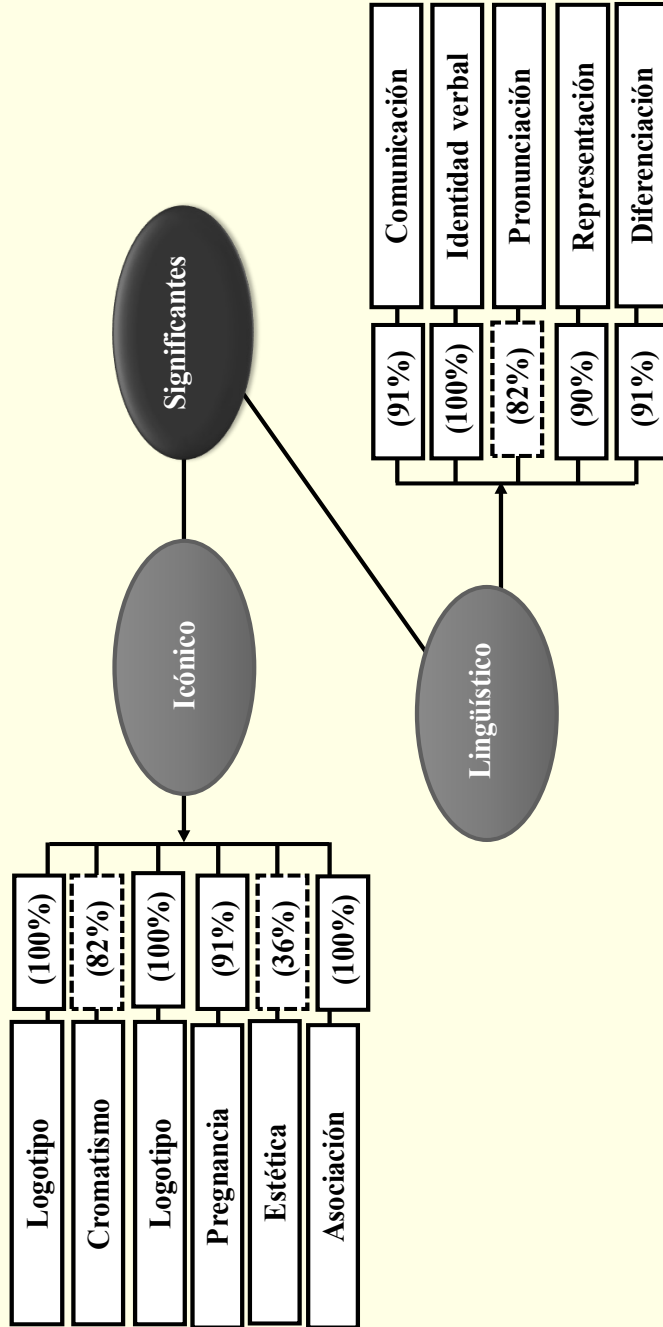 Significantes
Icónico
Lingüístico
Logotipo (100%)
Cromatismo (82%)
Logotipo (100%)
Pregnancia (91%)
Estética (36%)
Asociación (100%)
(91%) Comunicación
(100%) Identidad verbal
(82%) Pronunciación
(90%) Representación
(91%) Diferenciación